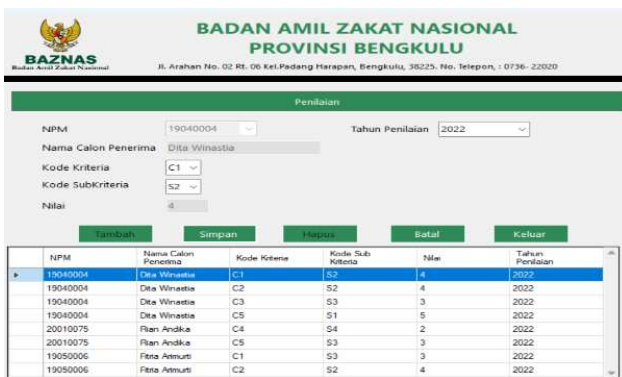 BADAN AMIL ZAKAT NASIONAL
PROVINSI BENGKULU
BAZNAS
Badan Amil Zakat Nasional
Jl. Arahan No. 02 Rt. 06 Kel.Padang Harapan, Bengkulu, 38225. No. Telepon, : 0736- 22020
Penilaian
NPM 19040004 Tahun Penilaian 2022
Nama Calon Penerima Dita Winastia
Kode Kriteria C1
Kode SubKriteria S2
Nilai 4
Tambah Simpan Hapus Batal Keluar
NPM Nama Calon Penerima Kode Kriteria Kode Sub Kriteria Nilai Tahun Penilaian
19040004 Dita Winastia C1 S2 4 2022
19040004 Dita Winastia C2 S2 4 2022
19040004 Dita Winastia C3 S3 3 2022
19040004 Dita Winastia C5 S1 5 2022
20010075 Rian Andika C4 S4 2 2022
20010075 Rian Andika C5 S3 3 2022
19050006 Fitria Arimurti C1 S3 3 2022
19050006 Fitria Arimurti C2 S2 4 2022